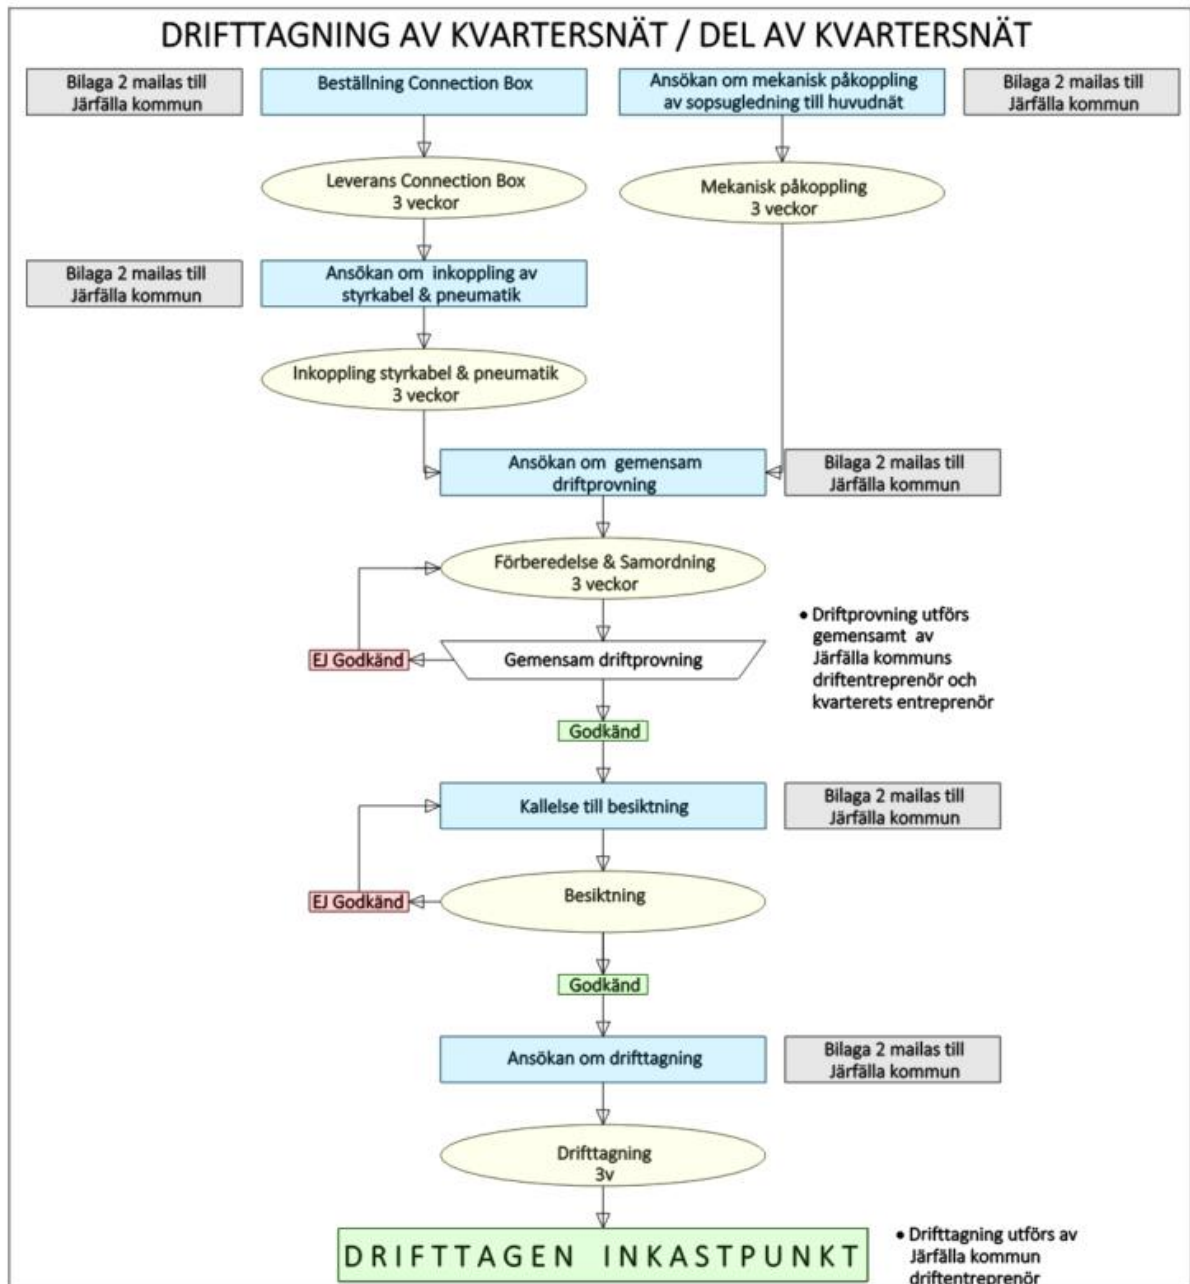 DRIFTTAGNING AV KVARTERSNÄT / DEL AV KVARTERSNÄT
Bilaga 2 mailas till
Järfälla kommun
Beställning Connection Box
Ansökan om mekanisk påkoppling
av sopsugledning till huvudnät
Bilaga 2 mailas till
Järfälla kommun
Leverans Connection Box
3 veckor
Mekanisk påkoppling
3 veckor
Bilaga 2 mailas till
Järfälla kommun
Ansökan om inkoppling av
styrkabel & pneumatik
Inkoppling styrkabel & pneumatik
3 veckor
Ansökan om gemensam
driftprovning
Bilaga 2 mailas till
Järfälla kommun
Förberedelse & Samordning
3 veckor
EJ Godkänd
Gemensam driftprovning
• Driftprovning utförs
gemensamt av
Järfälla kommuns
driftentreprenör och
kvarterets entreprenör
Godkänd
Kallelse till besiktning
Bilaga 2 mailas till
Järfälla kommun
EJ Godkänd
Besiktning
Godkänd
Ansökan om drifttagning
Bilaga 2 mailas till
Järfälla kommun
Drifttagning
3v
DRIFTTAGEN INKASTPUNKT
• Drifttagning utförs av
Järfälla kommun
driftentreprenör